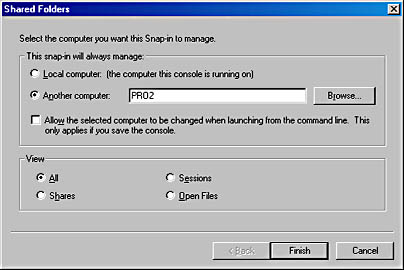 Shared Folders
Select the computer you want this Snap-in to manage.
This snap-in will always manage:
Local computer: (the computer this console is running on)
Another computer: PRO2 Browse...
Allow the selected computer to be changed when launching from the command line. This
only applies if you save the console.
View
All Sessions
Shares Open Files
< Back Finish Cancel